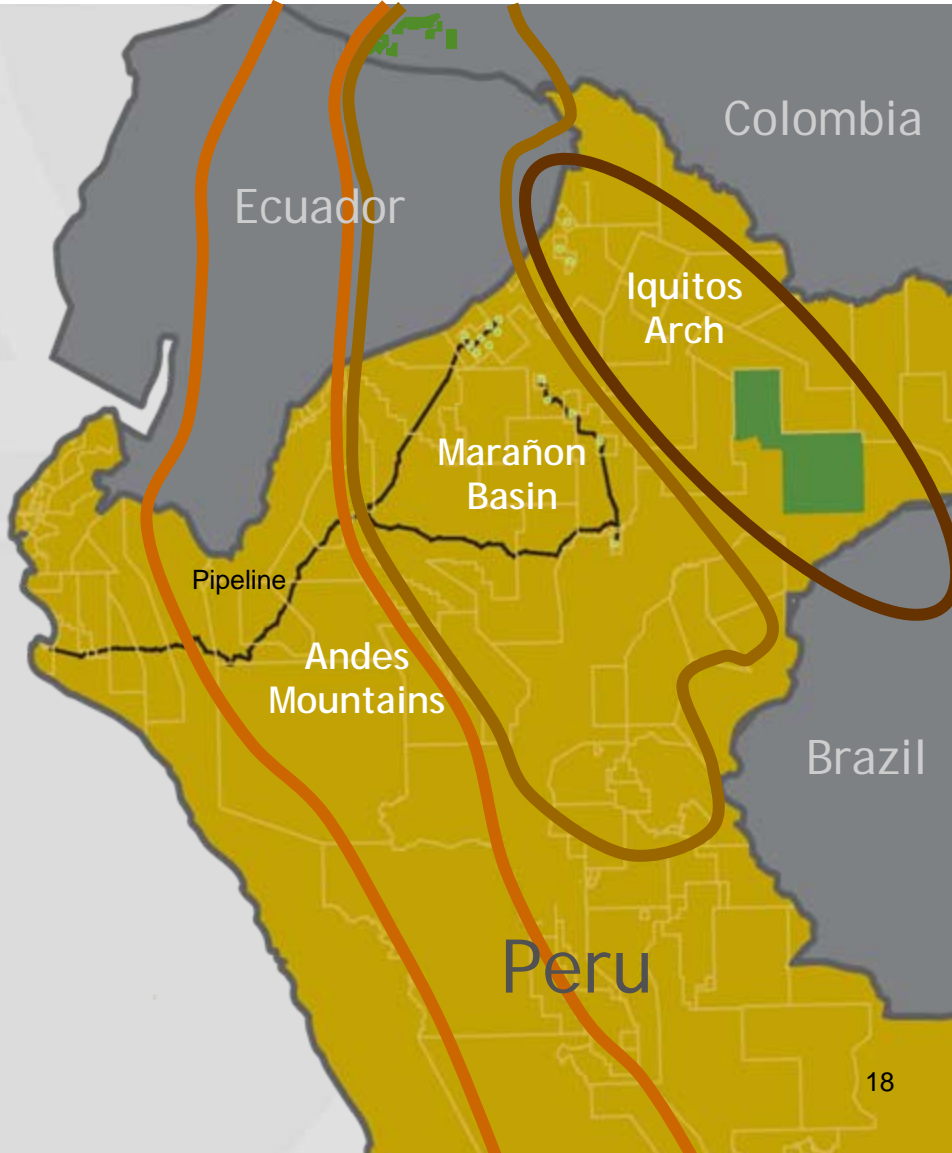 Colombia
Ecuador
Iquitos
Arch
Marañon
Basin
Pipeline
Andes
Mountains
Brazil
Peru
18